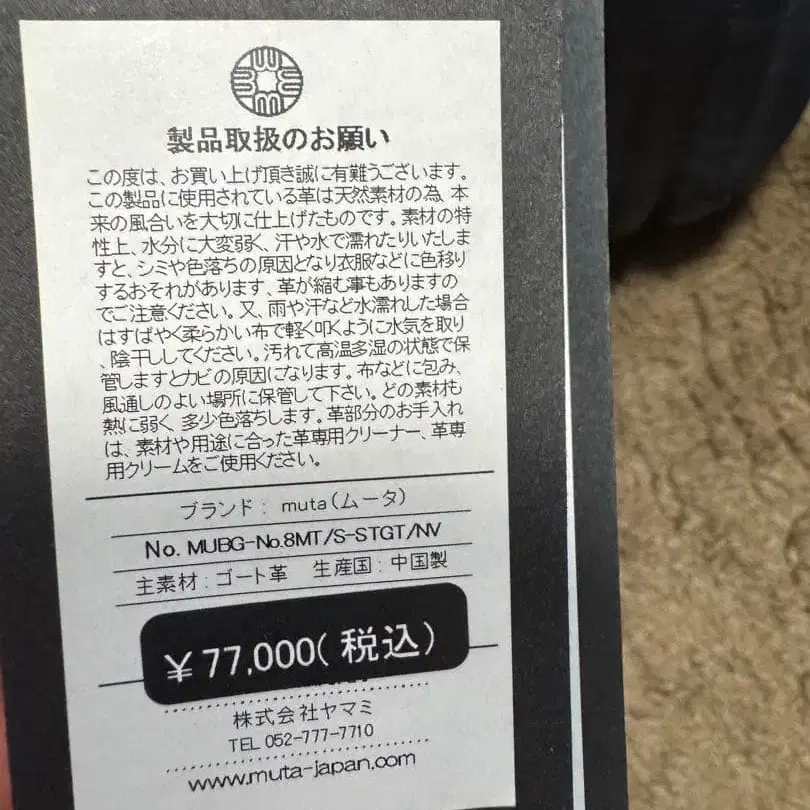 製品取扱のお願い
この度は、お買い上げ頂き誠に有難うございます。
この製品に使用されている革は天然素材の為、本
来の風合いを大切に仕上げたものです。素材の特
性上、水分に大変弱く、汗や水で濡れたりいたしま
すと、シミや色落ちの原因となり衣服などに色移り
するおそれがあります、革が縮む事もありますの
でご注意ください。又、雨や汗など水濡れした場合
はすばやく柔らかい布で軽く叩くように水気を取り
、陰干ししてください。汚れて高温多湿の状態で保
管しますとカビの原因になります。布などに包み、
風通しのよい場所に保管して下さい。どの素材も
熱に弱く、多少色落ちします。革部分のお手入れ
は、素材や用途に合った革専用クリーナー、革専
用クリームをご使用ください。
ブランド : muta(ムータ)
No. MUBG-No.8MT/S-STGT/NV
主素材 : ゴート革 生産国 : 中国製
¥77,000(税込)
株式会社ヤマミ
TEL 052-777-7710
www.muta-japan.com